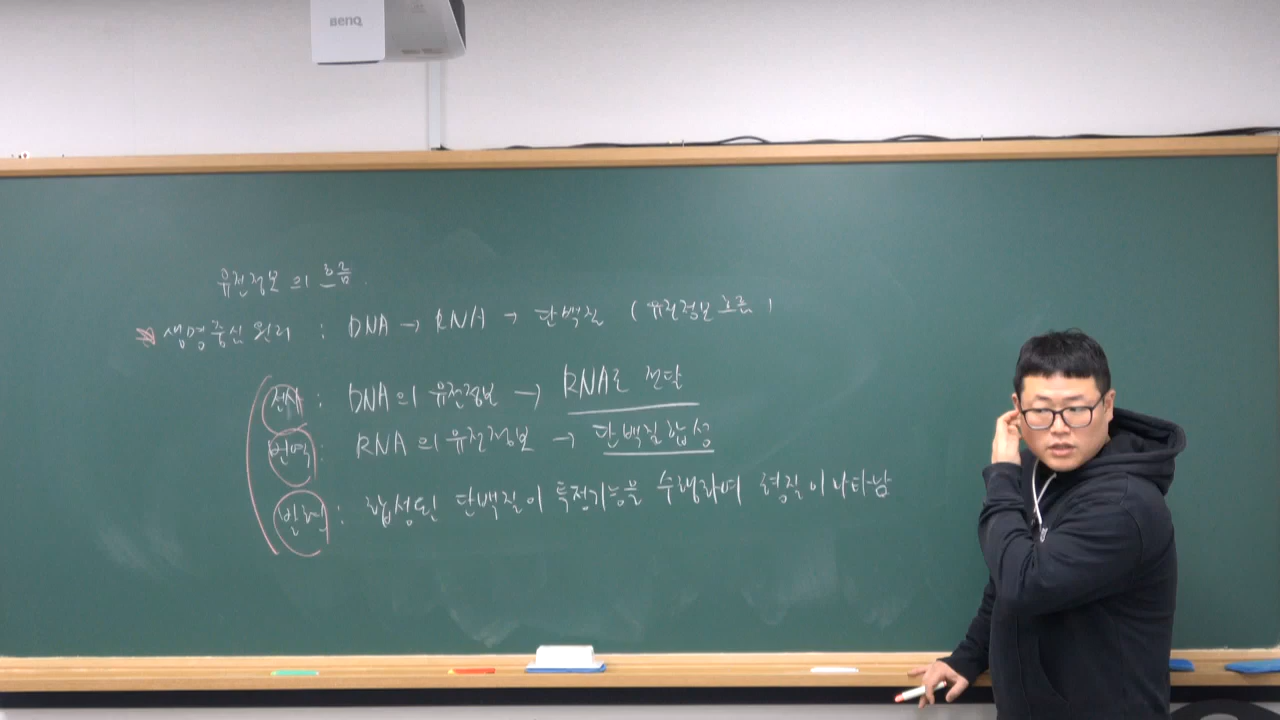 BenQ
유전정보의 흐름.
생명중심원리 : DNA → RNA → 단백질 (유전정보흐름)
전사 : DNA의 유전정보 → RNA로 전달
번역 : RNA의 유전정보 → 단백질합성
발현 : 합성된 단백질이 특정기능을 수행하여 형질이 나타남